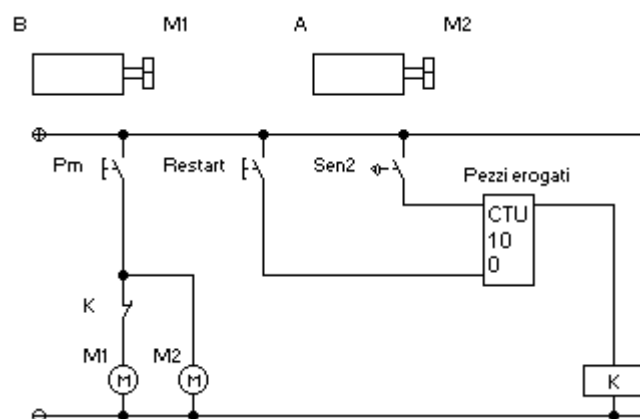 B M1 A M2
Pm Restart Sen2 Pezzi erogati
CTU
10
0
K
M1 M2
M M K